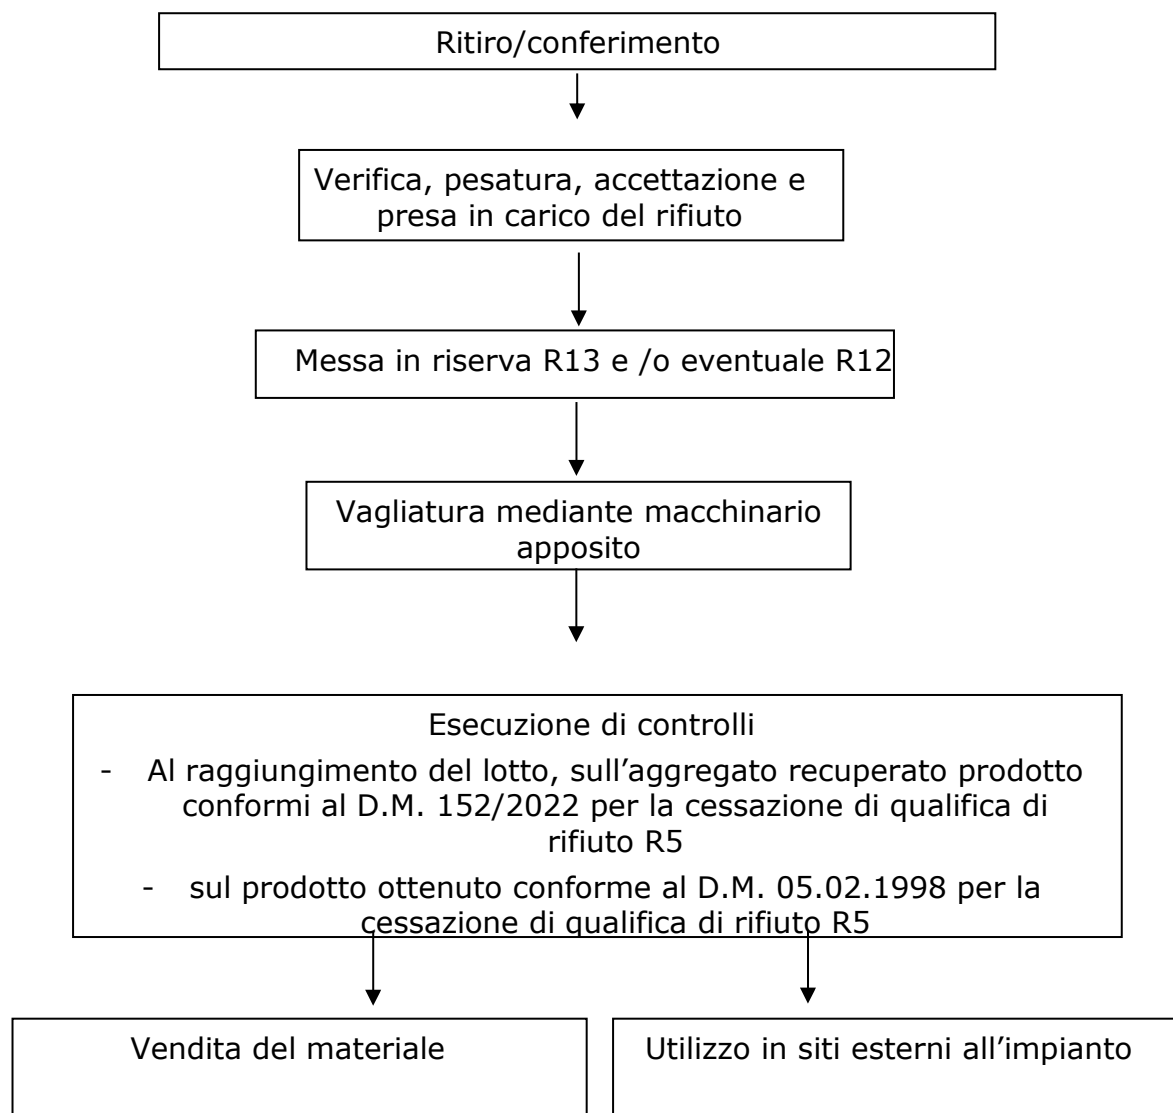 Ritiro/conferimento
Verifica, pesatura, accettazione e
presa in carico del rifiuto
Messa in riserva R13 e /o eventuale R12
Vagliatura mediante macchinario
apposito
Esecuzione di controlli
- Al raggiungimento del lotto, sull’aggregato recuperato prodotto
conformi al D.M. 152/2022 per la cessazione di qualifica di
rifiuto R5
- sul prodotto ottenuto conforme al D.M. 05.02.1998 per la
cessazione di qualifica di rifiuto R5
Vendita del materiale
Utilizzo in siti esterni all’impianto